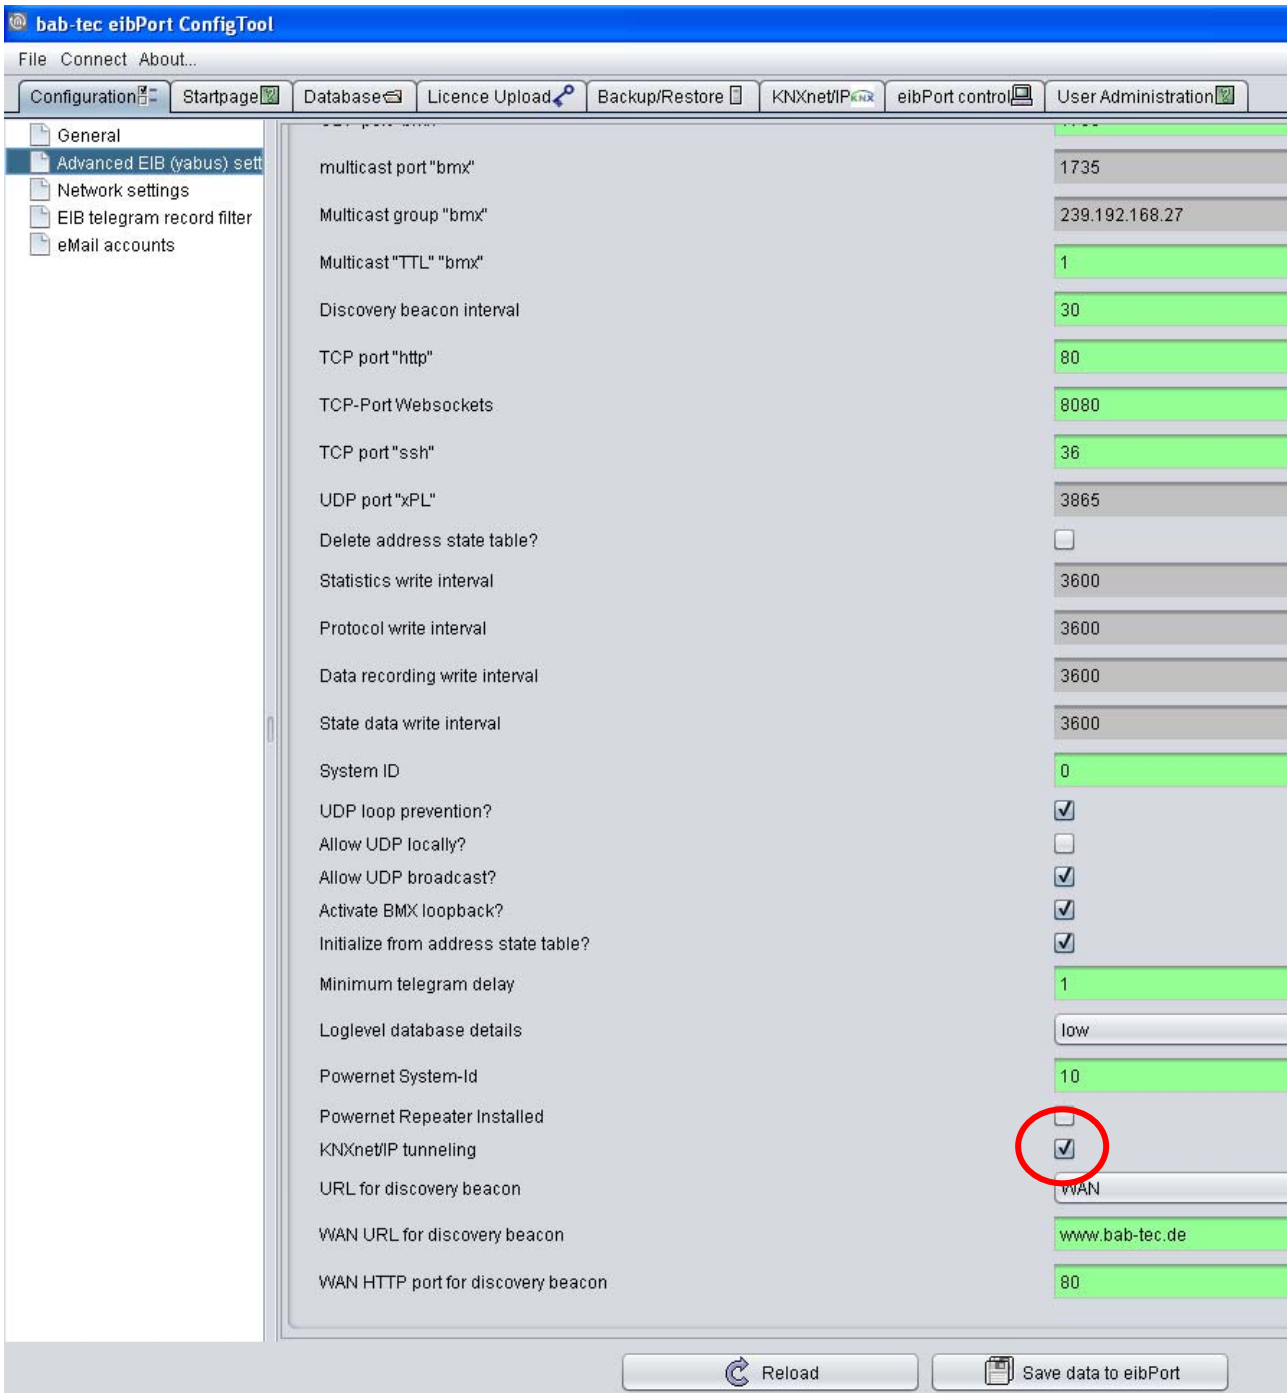 bab-tec eibPort ConfigTool
File Connect About...
Configuration Startpage Database Licence Upload Backup/Restore KNXnet/IP KNX eibPort control User Administration
General
Advanced EIB (yabus) sett
Network settings
EIB telegram record filter
eMail accounts
multicast port "bmx" 1735
Multicast group "bmx" 239.192.168.27
Multicast "TTL" "bmx" 1
Discovery beacon interval 30
TCP port "http" 80
TCP-Port Websockets 8080
TCP port "ssh" 36
UDP port "xPL" 3865
Delete address state table?
Statistics write interval 3600
Protocol write interval 3600
Data recording write interval 3600
State data write interval 3600
System ID 0
UDP loop prevention?
Allow UDP locally?
Allow UDP broadcast?
Activate BMX loopback?
Initialize from address state table?
Minimum telegram delay 1
Loglevel database details low
Powernet System-Id 10
Powernet Repeater Installed
KNXnet/IP tunneling
URL for discovery beacon WAN
WAN URL for discovery beacon www.bab-tec.de
WAN HTTP port for discovery beacon 80
Reload Save data to eibPort